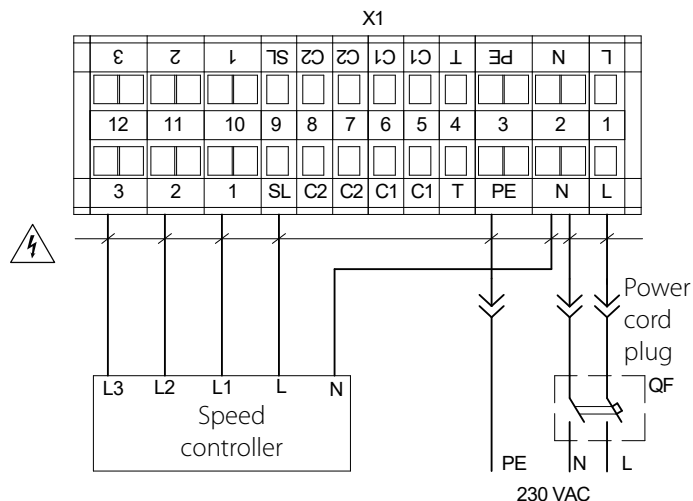 X1
3 2 1 SL C2 C2 C1 C1 T PE N L
12 11 10 9 8 7 6 5 4 3 2 1
3 2 1 SL C2 C2 C1 C1 T PE N L
Power
cord
plug
L3 L2 L1 L N
QF
Speed
controller
PE N L
230 VAC